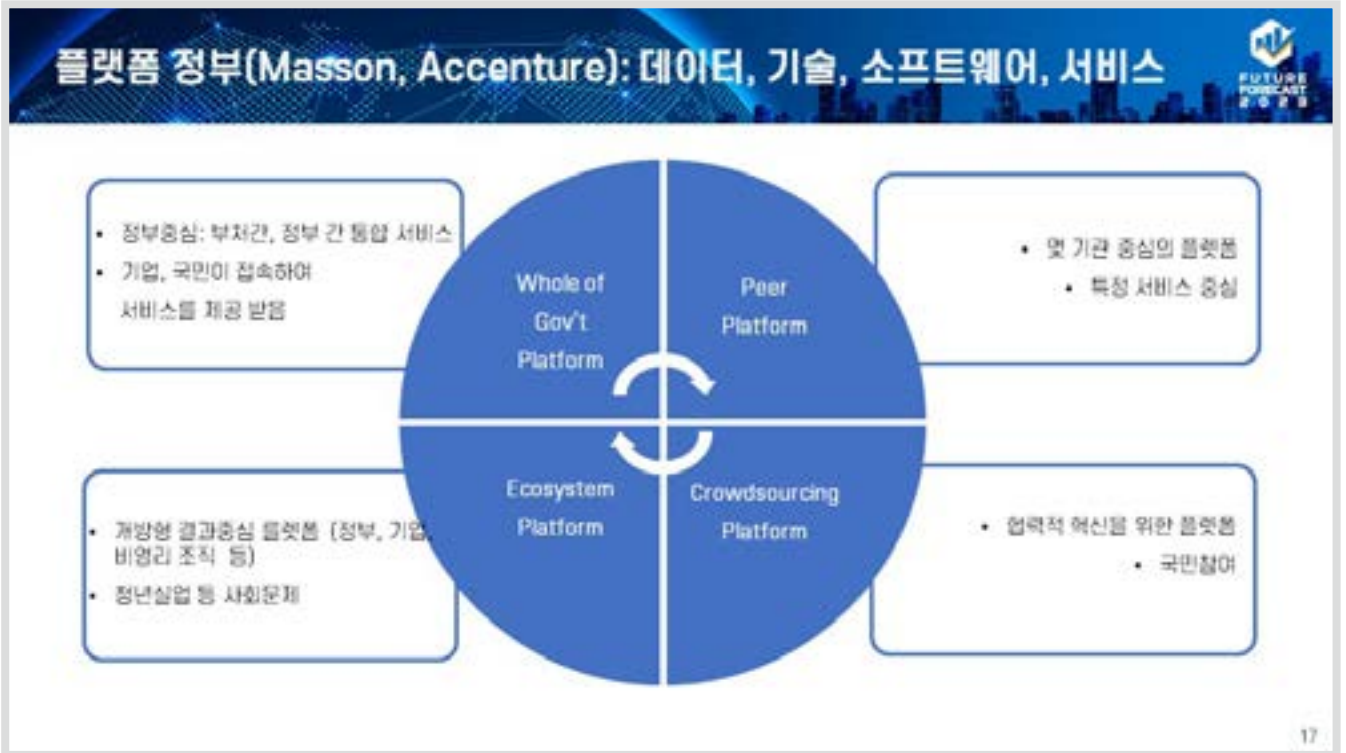 플랫폼 정부(Masson, Accenture): 데이터, 기술, 소프트웨어, 서비스
FUTURE
FORECAST
2023
• 정부중심: 부처간, 정부 간 통합 서비스
• 기업, 국민이 접속하여
서비스를 제공 받음
Whole of
Gov't
Platform
Peer
Platform
• 몇 기관 중심의 플랫폼
• 특정 서비스 중심
• 개방형 결과중심 플랫폼 (정부, 기업,
비영리 조직 등)
• 청년실업 등 사회문제
Ecosystem
Platform
Crowdsourcing
Platform
• 협력적 혁신을 위한 플랫폼
• 국민참여
17